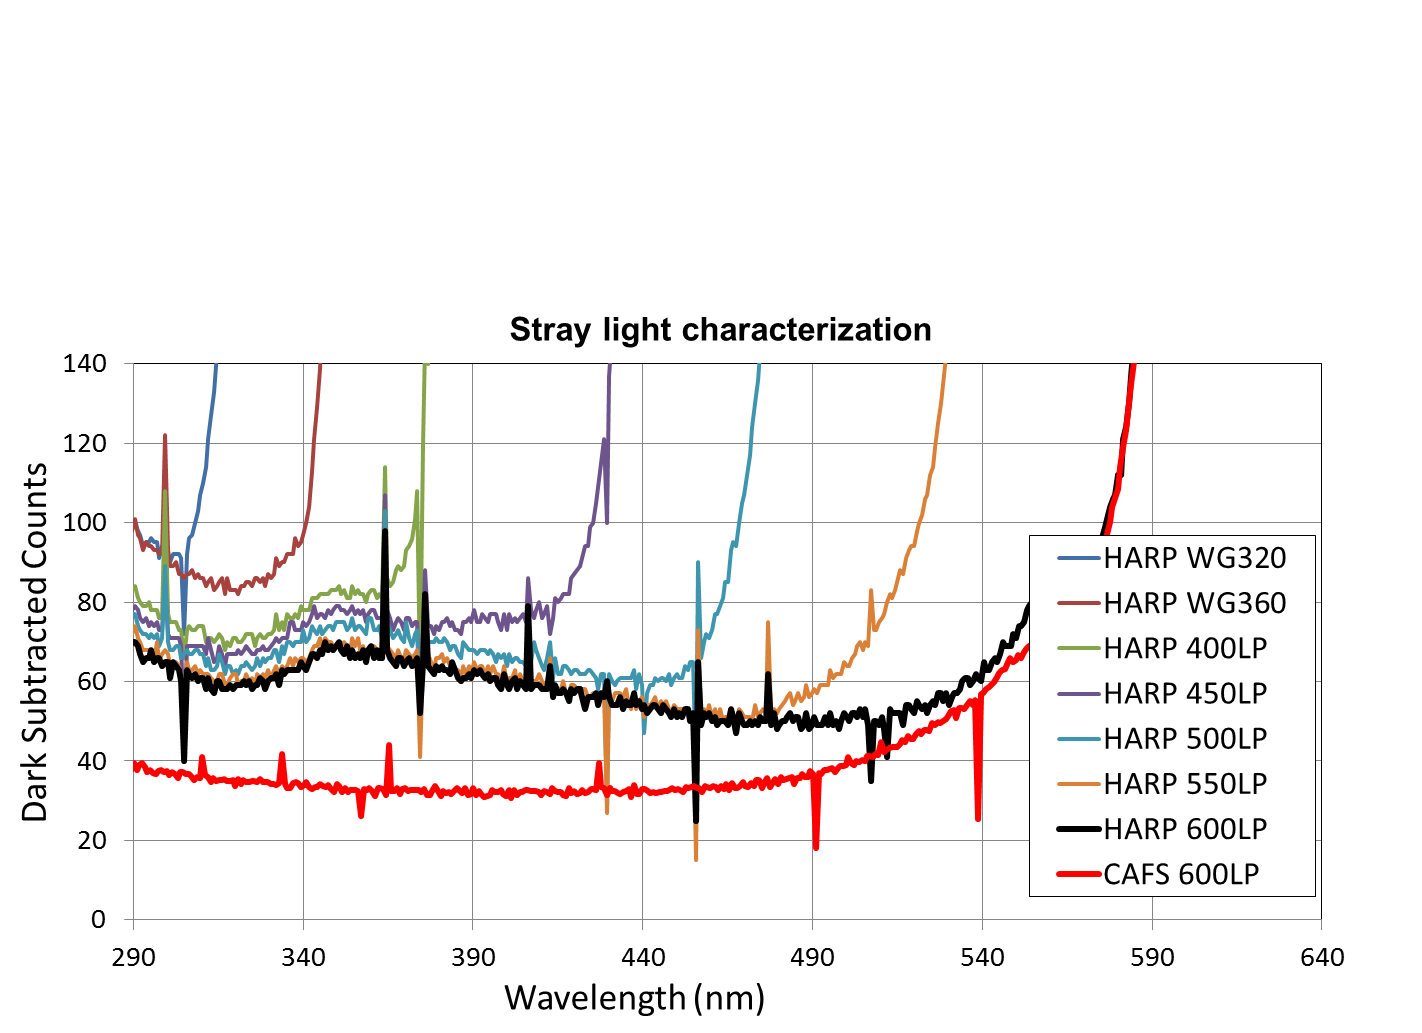 Stray light characterization
140
120
100
80
60
40
20
0
Dark Subtracted Counts
290 340 390 440 490 540 590 640
Wavelength (nm)
HARP WG320
HARP WG360
HARP 400LP
HARP 450LP
HARP 500LP
HARP 550LP
HARP 600LP
CAFS 600LP